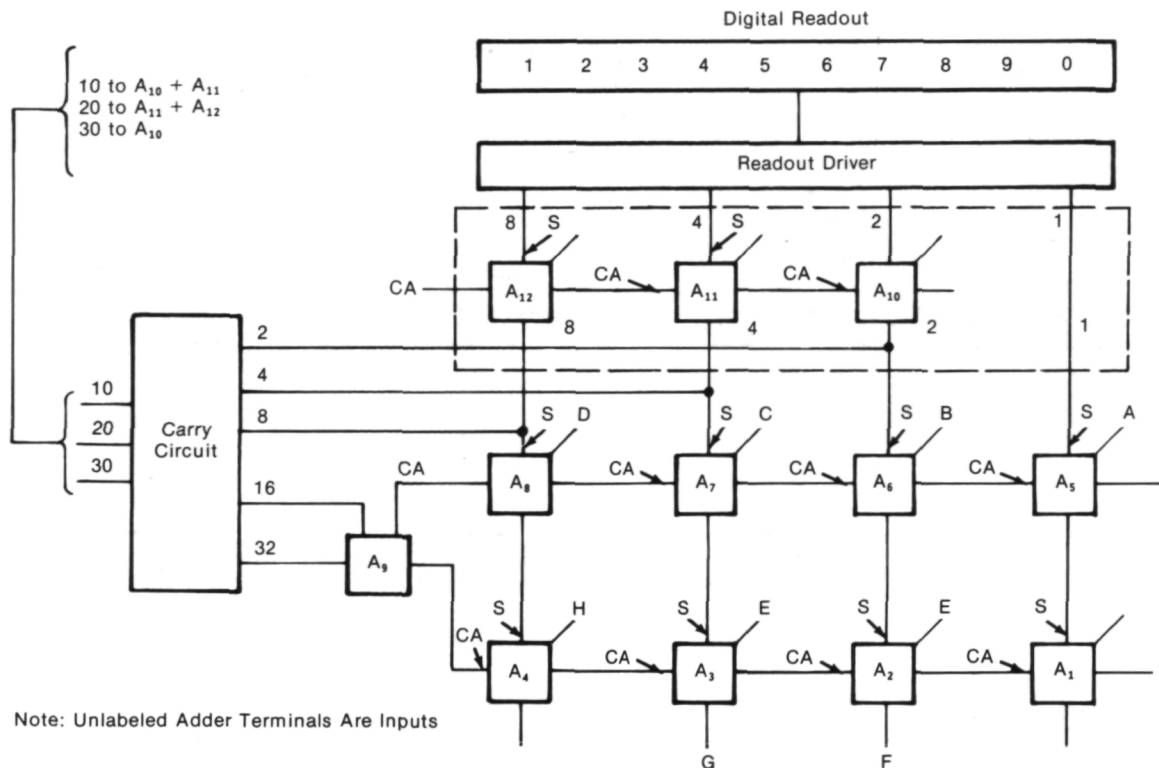 Digital Readout
1 2 3 4 5 6 7 8 9 0
10 to A₁₀ + A₁₁
20 to A₁₁ + A₁₂
30 to A₁₀
Readout Driver
8 S 4 S 2 1
CA A₁₂ CA A₁₁ CA A₁₀
8 4 2 1
2
4
8
10
20
30
Carry
Circuit
16
32
S D S C S B S A
CA A₈ CA A₇ CA A₆ CA A₅
A₉
S H S E S E S
CA A₄ CA A₃ CA A₂ CA A₁
G F
Note: Unlabeled Adder Terminals Are Inputs